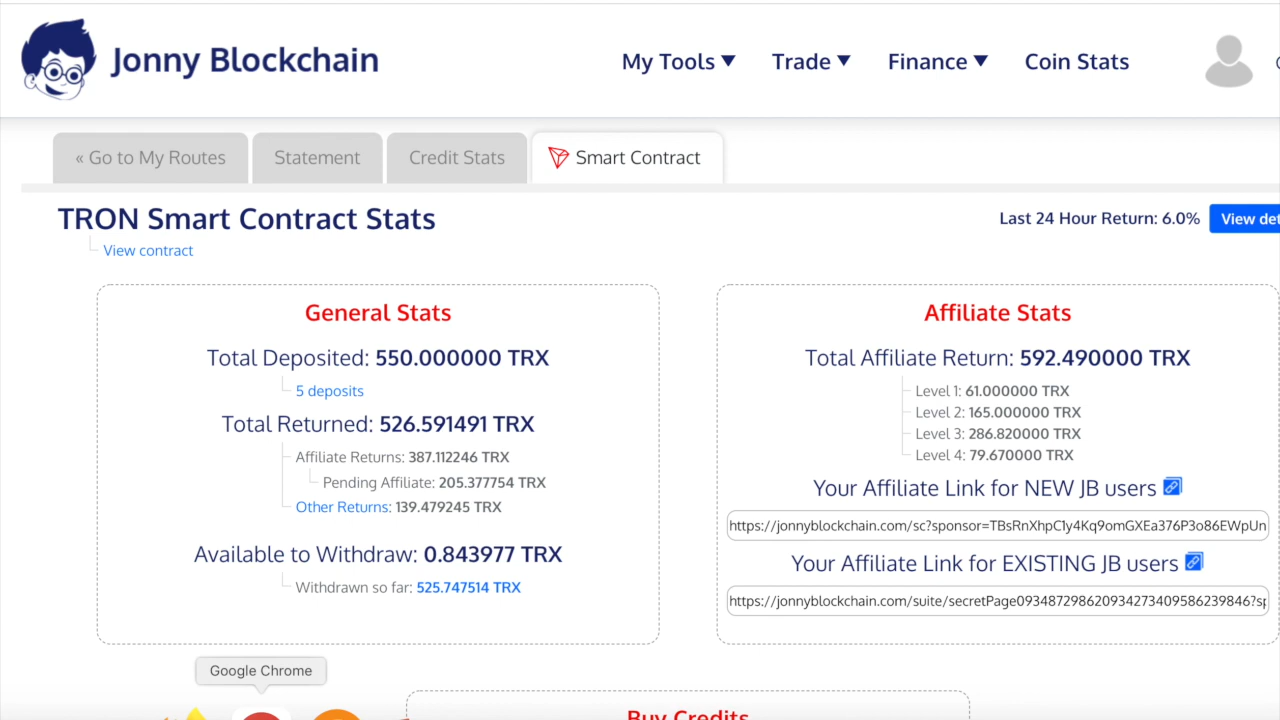 Jonny Blockchain
My Tools ▼ Trade ▼ Finance ▼ Coin Stats
« Go to My Routes Statement Credit Stats Smart Contract
TRON Smart Contract Stats
Last 24 Hour Return: 6.0% View det
View contract
General Stats
Total Deposited: 550.000000 TRX
5 deposits
Total Returned: 526.591491 TRX
Affiliate Returns: 387.112246 TRX
Pending Affiliate: 205.377754 TRX
Other Returns: 139.479245 TRX
Available to Withdraw: 0.843977 TRX
Withdrawn so far: 525.747514 TRX
Affiliate Stats
Total Affiliate Return: 592.490000 TRX
Level 1: 61.000000 TRX
Level 2: 165.000000 TRX
Level 3: 286.820000 TRX
Level 4: 79.670000 TRX
Your Affiliate Link for NEW JB users
https://jonnyblockchain.com/sc?sponsor=TBsRnXhpC1y4Kq9omGXEa376P3o86EWpUn
Your Affiliate Link for EXISTING JB users
https://jonnyblockchain.com/suite/secretPage093487298620934273409586239846?sp
Google Chrome
Buy Credits